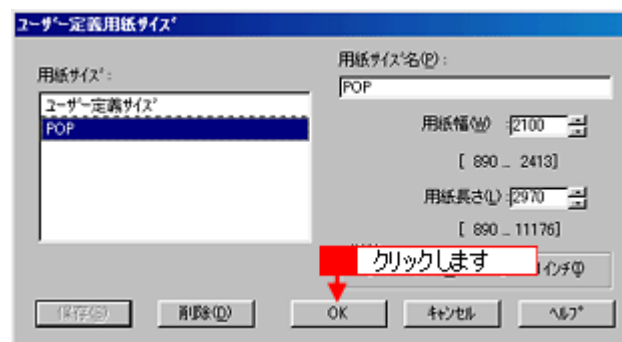 ユーザー定義用紙サイズ
用紙サイズ:
ユーザー定義サイズ
POP
用紙サイズ名(P):
POP
用紙幅(W) :2100
[ 890 _ 2413]
用紙長さ(L):2970
[ 890 _ 11176]
クリックします
インチ(I)
保存(S)
削除(D)
OK
キャンセル
ヘルプ